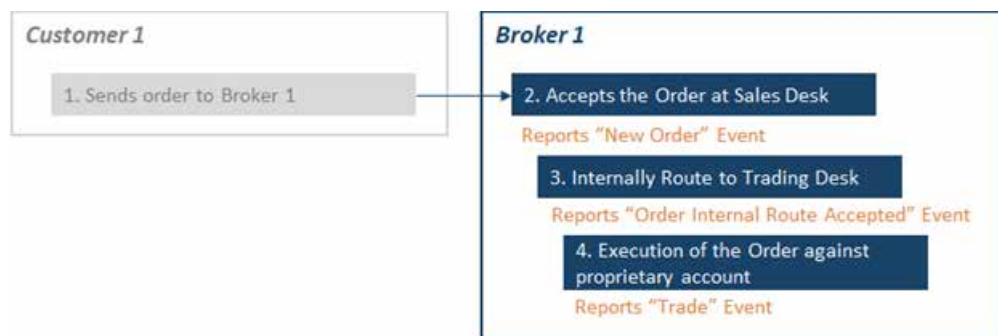 Customer 1
1. Sends order to Broker 1
Broker 1
2. Accepts the Order at Sales Desk
Reports “New Order” Event
3. Internally Route to Trading Desk
Reports “Order Internal Route Accepted” Event
4. Execution of the Order against
proprietary account
Reports “Trade” Event